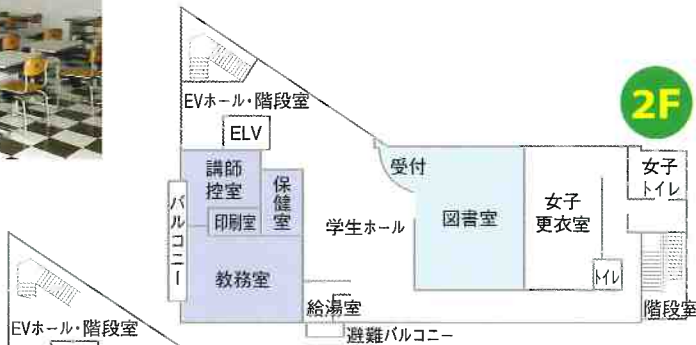 2F
EVホール・階段室
ELV
講師
控室
保健室
印刷室
バルコニー
教務室
受付
学生ホール
図書室
女子
更衣室
女子
トイレ
トイレ
階段室
給湯室
避難バルコニー
EVホール・階段室